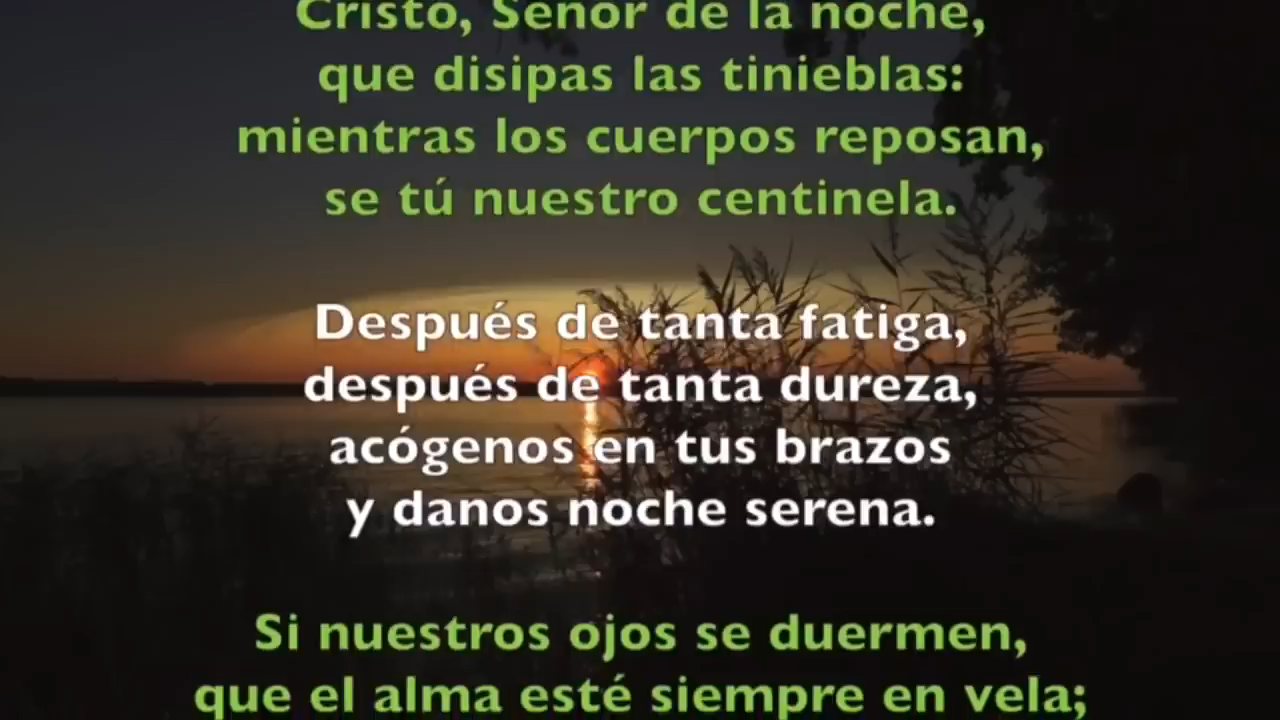 Cristo, Señor de la noche,
que disipas las tinieblas:
mientras los cuerpos reposan,
se tú nuestro centinela.
Después de tanta fatiga,
después de tanta dureza,
acógenos en tus brazos
y danos noche serena.
Si nuestros ojos se duermen,
que el alma esté siempre en vela;